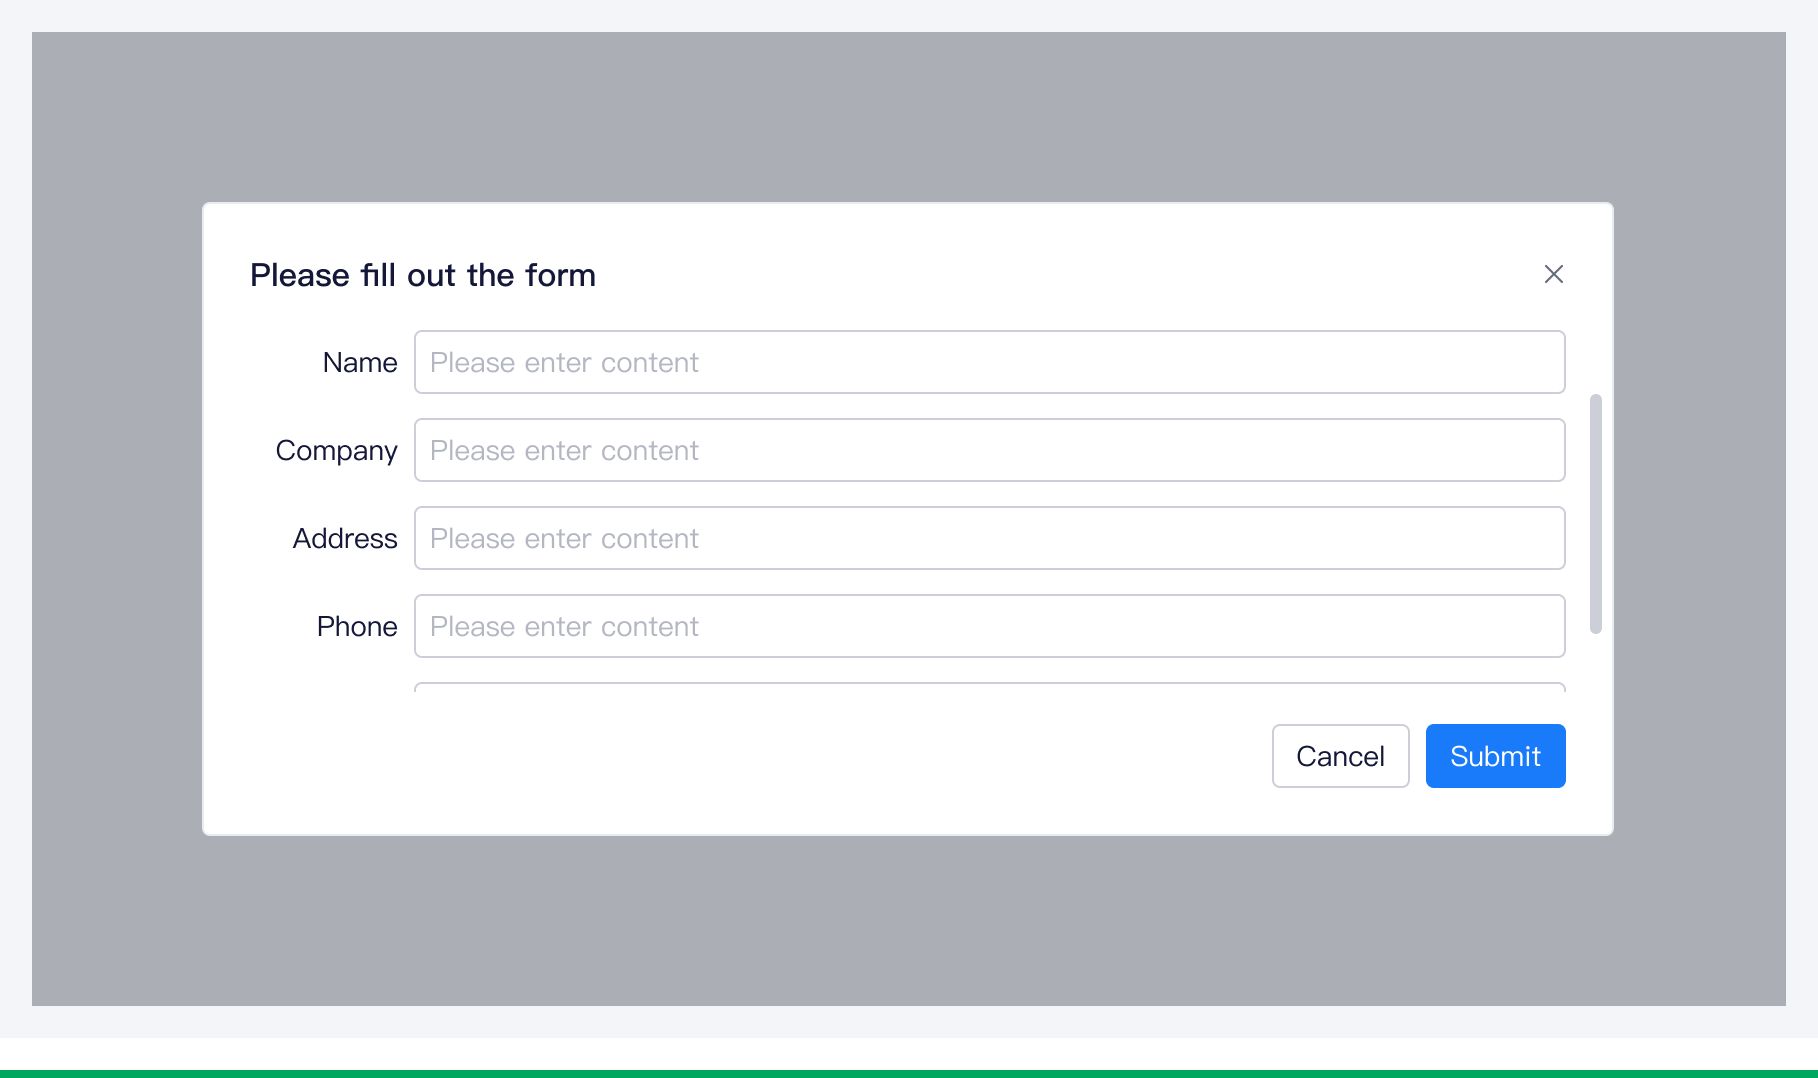 Please fill out the form
Name Please enter content
Company Please enter content
Address Please enter content
Phone Please enter content
Cancel Submit